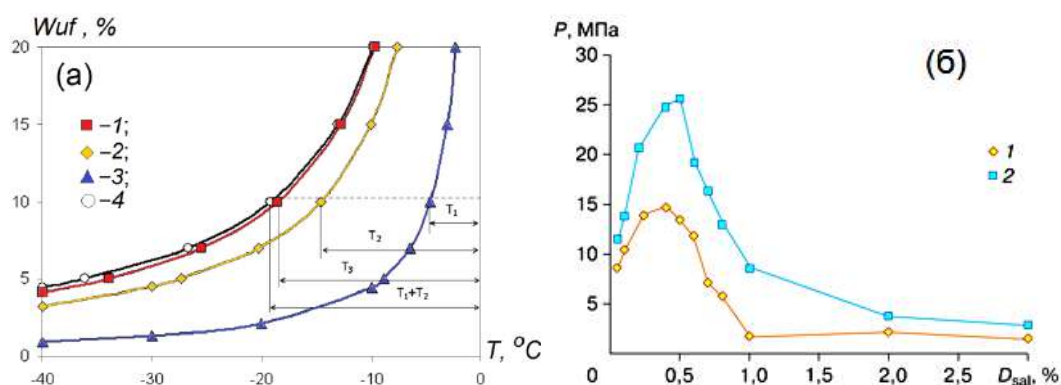 Wuf , %
20
(a)
15
–1;
–2;
–3;
–4
10
T₁
T₂
T₃
5
T₁+T₂
0
T, °C
-40
-30
-20
-10
0
P, МПа
30
(б)
25
20
1
2
15
10
5
0
0,5
1,0
1,5
2,0
2,5
D_sal, %